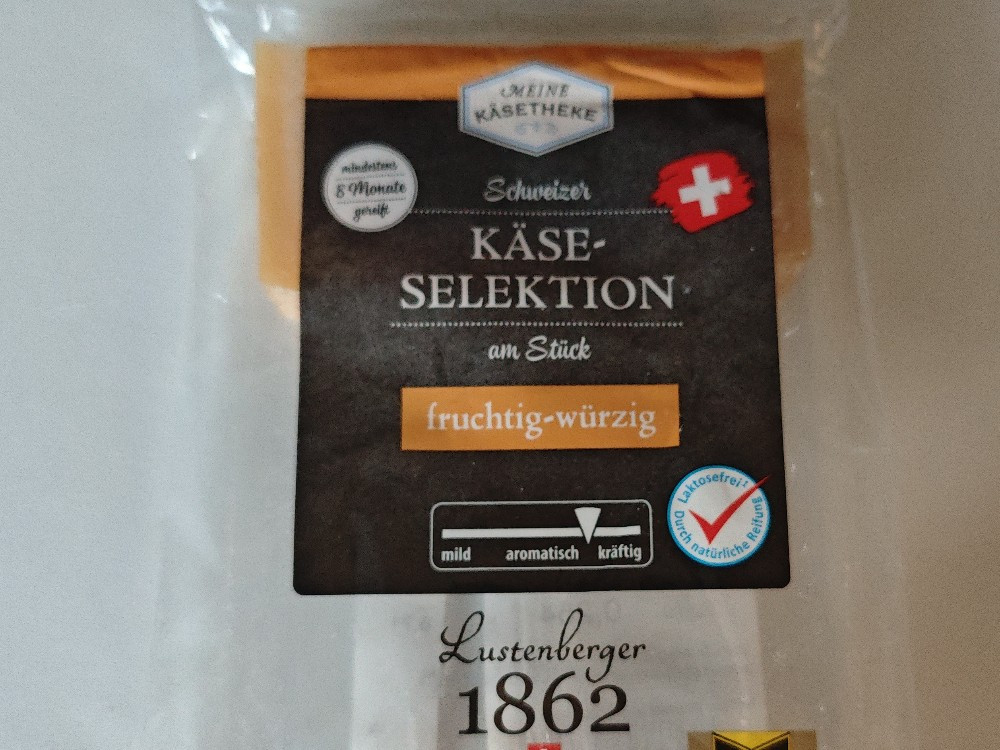 MEINE
KÄSETHEKE
mindestens
8 Monate
gereift
Schweizer
KÄSE-
SELEKTION
am Stück
fruchtig-würzig
Laktosefrei:
Durch natürliche Reifung
mild aromatisch kräftig
Lustenberger
1862